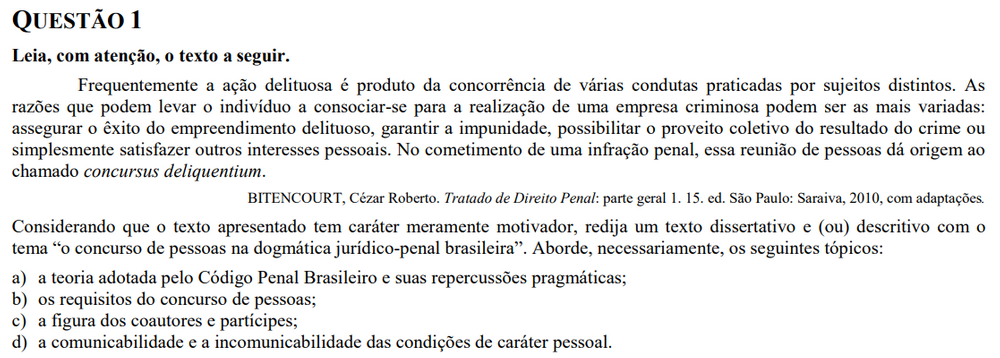 QUESTÃO 1
Leia, com atenção, o texto a seguir.
Frequentemente a ação delituosa é produto da concorrência de várias condutas praticadas por sujeitos distintos. As
razões que podem levar o indivíduo a consociar-se para a realização de uma empresa criminosa podem ser as mais variadas:
assegurar o êxito do empreendimento delituoso, garantir a impunidade, possibilitar o proveito coletivo do resultado do crime ou
simplesmente satisfazer outros interesses pessoais. No cometimento de uma infração penal, essa reunião de pessoas dá origem ao
chamado concursus deliquentium.
BITENCOURT, Cézar Roberto. Tratado de Direito Penal: parte geral 1. 15. ed. São Paulo: Saraiva, 2010, com adaptações.
Considerando que o texto apresentado tem caráter meramente motivador, redija um texto dissertativo e (ou) descritivo com o
tema “o concurso de pessoas na dogmática jurídico-penal brasileira”. Aborde, necessariamente, os seguintes tópicos:
a) a teoria adotada pelo Código Penal Brasileiro e suas repercussões pragmáticas;
b) os requisitos do concurso de pessoas;
c) a figura dos coautores e partícipes;
d) a comunicabilidade e a incomunicabilidade das condições de caráter pessoal.